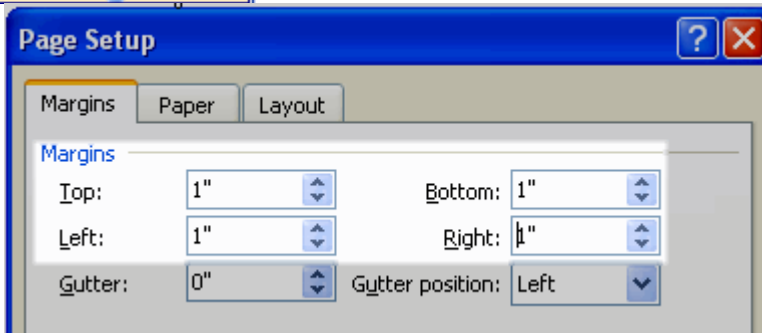 Page Setup
Margins Paper Layout
Margins
Top: 1" Bottom: 1"
Left: 1" Right: 1"
Gutter: 0" Gutter position: Left